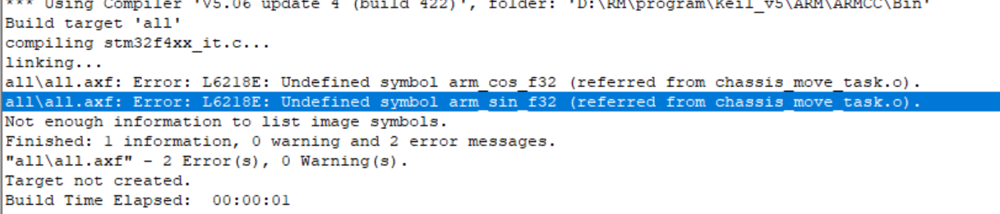 *** Using Compiler 'V5.06 update 4 (build 422)', folder: 'D:\RM\program\Keil_v5\ARM\ARMCC\Bin'
Build target 'all'
compiling stm32f4xx_it.c...
linking...
all\all.axf: Error: L6218E: Undefined symbol arm_cos_f32 (referred from chassis_move_task.o).
all\all.axf: Error: L6218E: Undefined symbol arm_sin_f32 (referred from chassis_move_task.o).
Not enough information to list image symbols.
Finished: 1 information, 0 warning and 2 error messages.
"all\all.axf" - 2 Error(s), 0 Warning(s).
Target not created.
Build Time Elapsed:  00:00:01